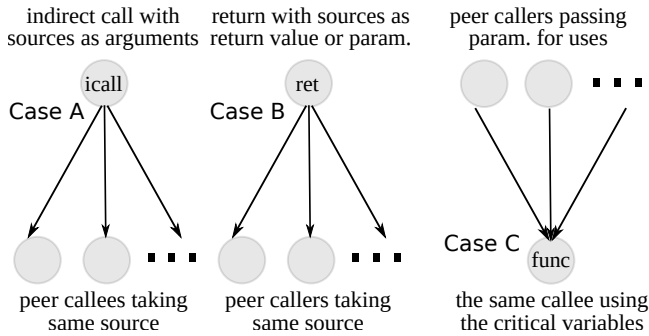 indirect call with
sources as arguments
icall
Case A
peer callees taking
same source
return with sources as
return value or param.
ret
Case B
peer callers taking
same source
peer callers passing
param. for uses
Case C
func
the same callee using
the critical variables